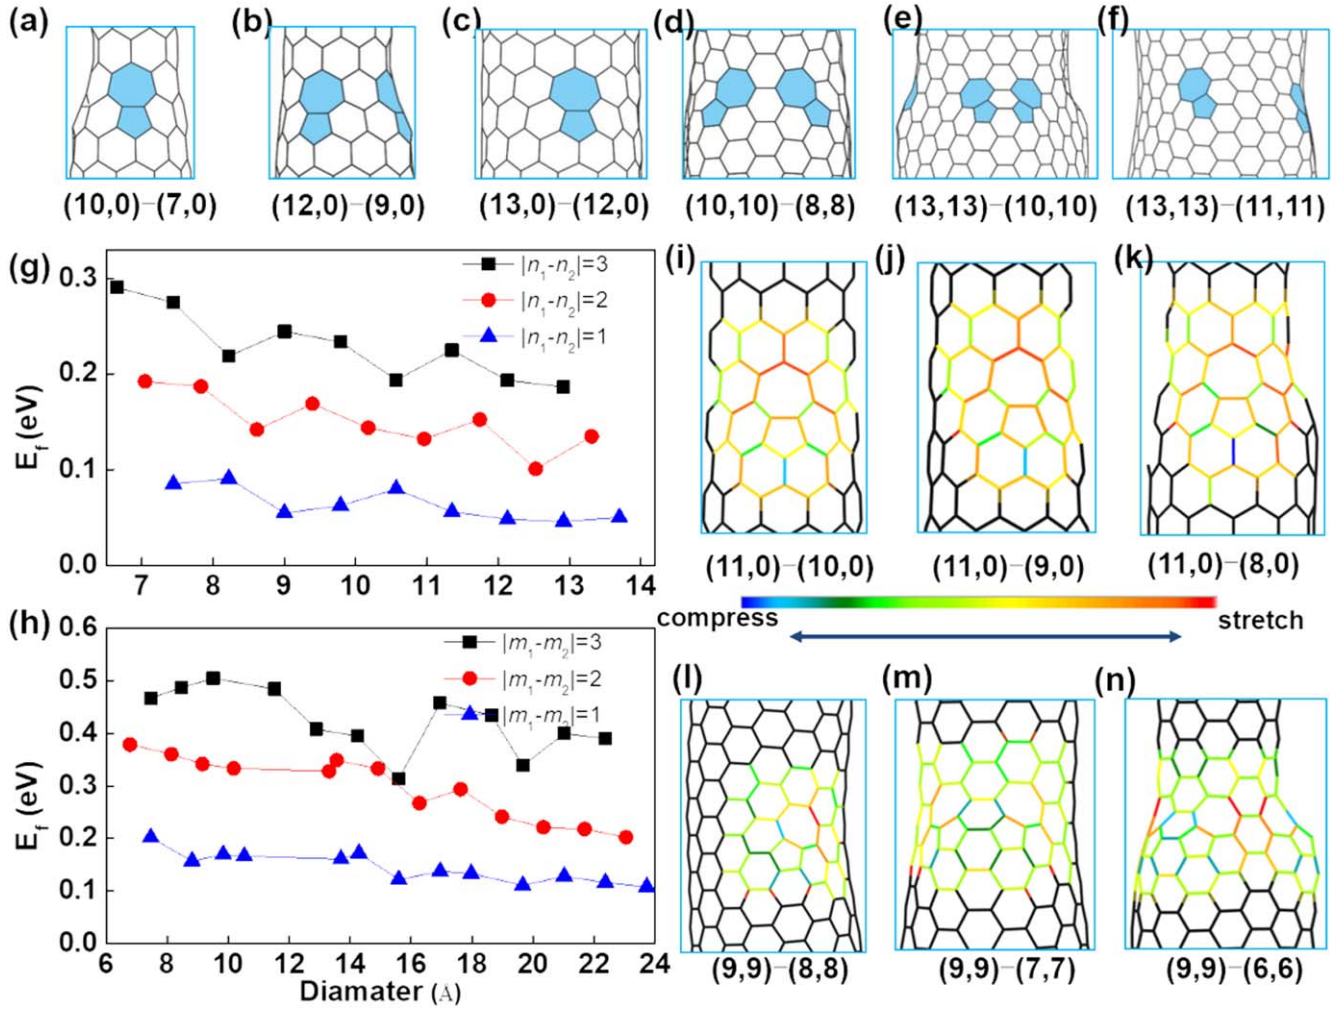 (a) (b) (c) (d) (e) (f)
(10,0)–(7,0) (12,0)–(9,0) (13,0)–(12,0) (10,10)–(8,8) (13,13)–(10,10) (13,13)–(11,11)
(g)
|n1-n2|=3
|n1-n2|=2
|n1-n2|=1
0.3
0.2
0.1
0.0
Ef (eV)
7 8 9 10 11 12 13 14
(i) (j) (k)
(11,0)–(10,0) (11,0)–(9,0) (11,0)–(8,0)
compress stretch
(h)
|m1-m2|=3
|m1-m2|=2
|m1-m2|=1
0.6
0.5
0.4
0.3
0.2
0.1
0.0
Ef (eV)
6 8 10 12 14 16 18 20 22 24
Diamater (Å)
(l) (m) (n)
(9,9)–(8,8) (9,9)–(7,7) (9,9)–(6,6)